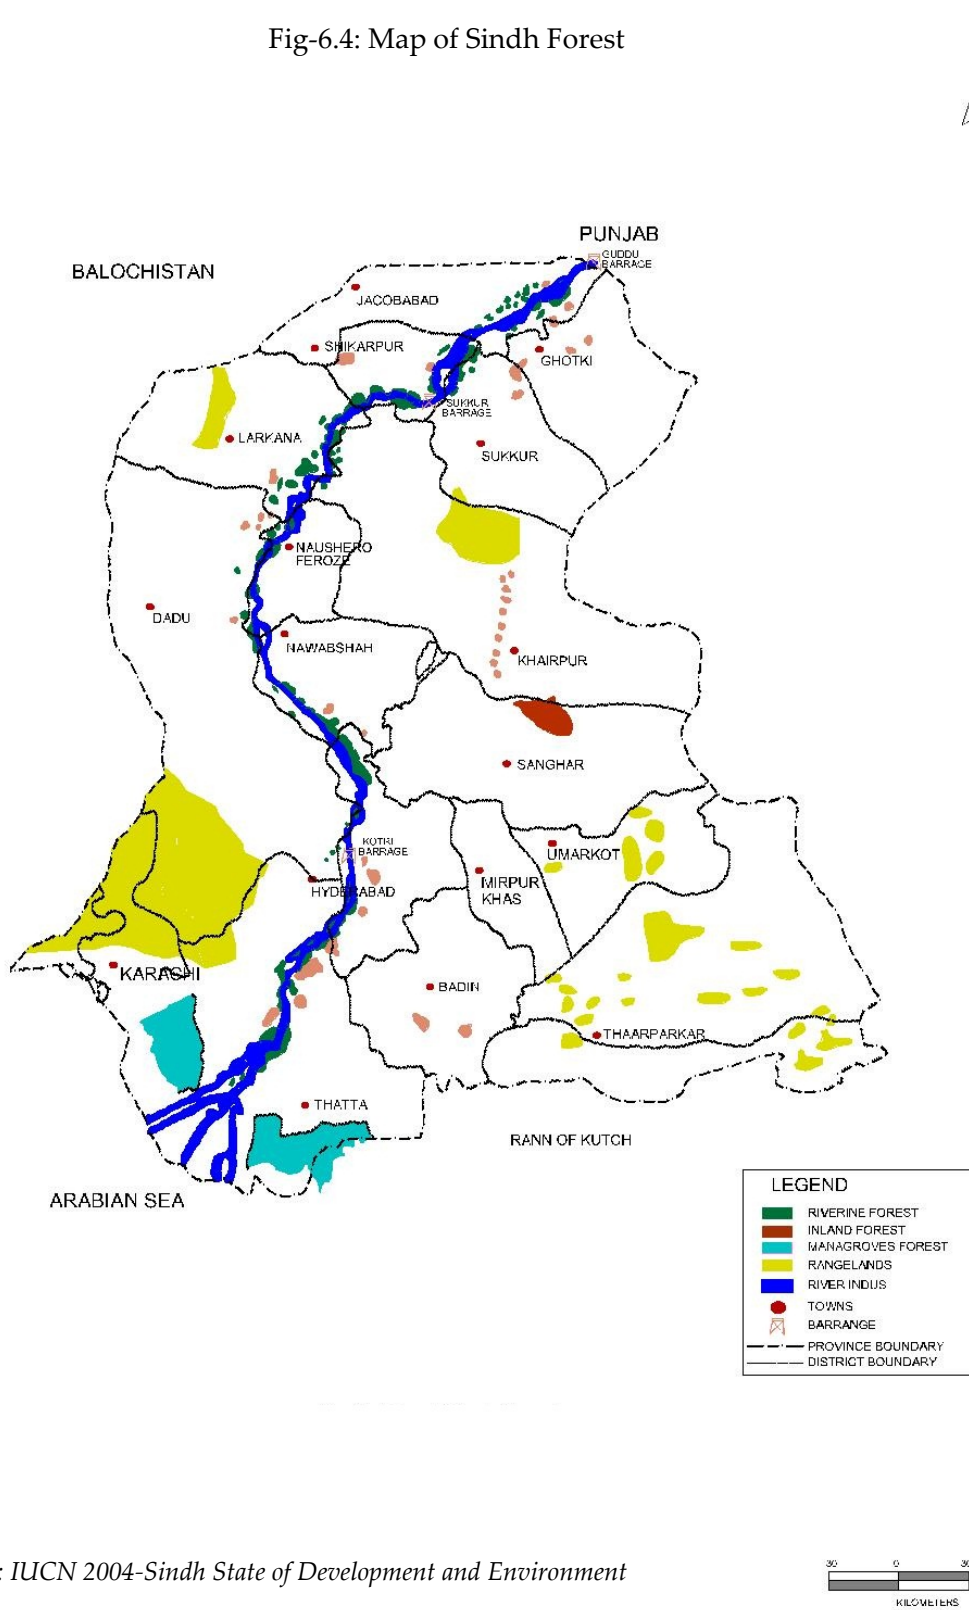 Fig-6.4: Map of Sindh Forest
PUNJAB
GUDDU
BARRAGE
BALOCHISTAN
JACOBABAD
SHIKARPUR
GHOTKI
SUKKUR
BARRAGE
LARKANA
SUKKUR
NAUSHERO
FEROZE
DADU
NAWABSHAH
KHAIRPUR
SANGHAR
KOTRI
BARRAGE
UMARKOT
MIRPUR
KHAS
HYDERABAD
KARACHI
BADIN
THAARPARKAR
THATTA
RANN OF KUTCH
ARABIAN SEA
LEGEND
RIVERINE FOREST
INLAND FOREST
MANAGROVES FOREST
RANGELANDS
RIVER INDUS
TOWNS
BARRANGE
PROVINCE BOUNDARY
DISTRICT BOUNDARY
: IUCN 2004-Sindh State of Development and Environment
30 0 30
KILOMETERS